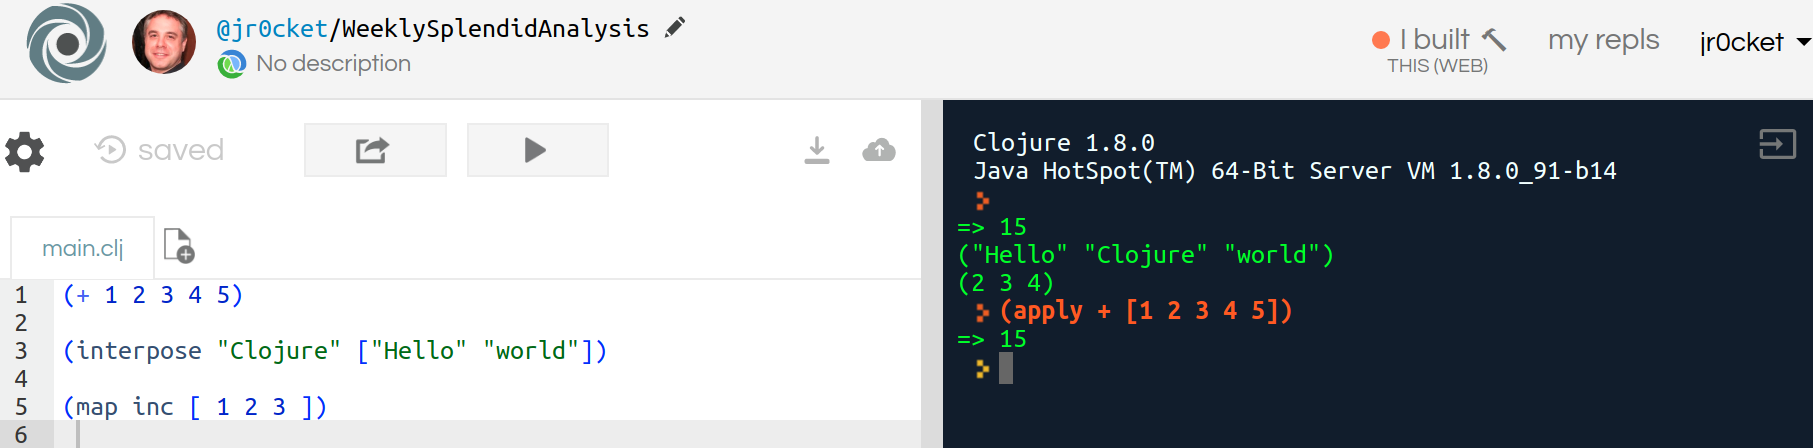 @jr0cket/WeeklySplendidAnalysis
No description
I built
THIS (WEB)
my repls
jr0cket
saved
main.clj
1 (+ 1 2 3 4 5)
2
3 (interpose "Clojure" ["Hello" "world"])
4
5 (map inc [ 1 2 3 ])
6
Clojure 1.8.0
Java HotSpot(TM) 64-Bit Server VM 1.8.0_91-b14
=> 15
("Hello" "Clojure" "world")
(2 3 4)
(apply + [1 2 3 4 5])
=> 15